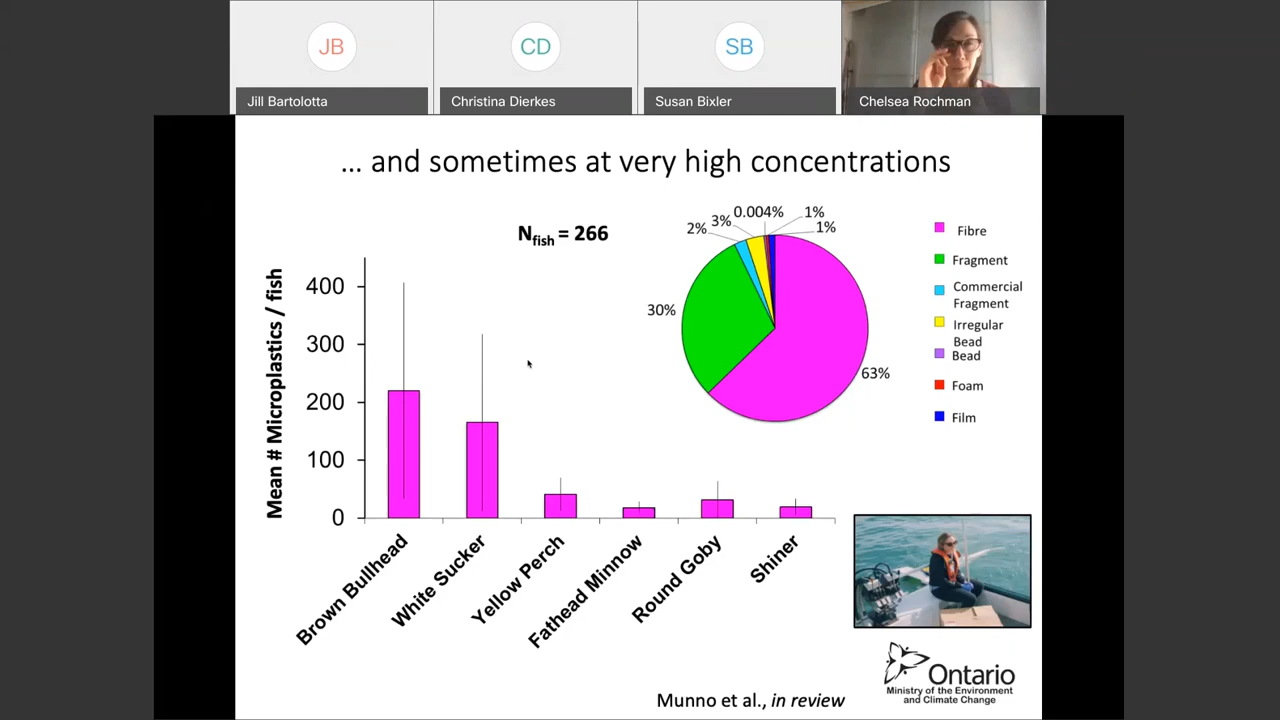 JB
CD
SB
Jill Bartolotta
Christina Dierkes
Susan Bixler
Chelsea Rochman
... and sometimes at very high concentrations
Nfish = 266
Mean # Microplastics / fish
400
300
200
100
0
Brown Bullhead
White Sucker
Yellow Perch
Fathead Minnow
Round Goby
Shiner
2%
3%
0.004%
1%
1%
30%
63%
Fibre
Fragment
Commercial
Fragment
Irregular
Bead
Bead
Foam
Film
Ontario
Ministry of the Environment
and Climate Change
Munno et al., in review